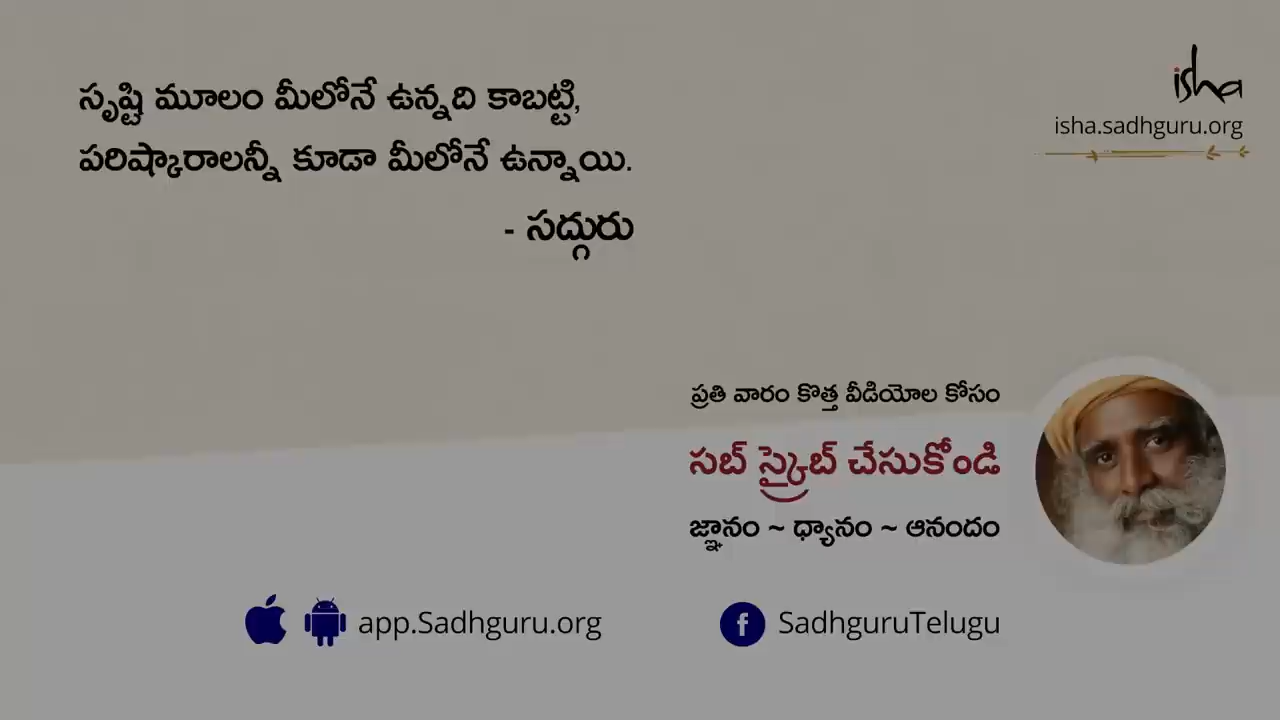 సృష్టి మూలం మీలోనే ఉన్నది కాబట్టి,
పరిష్కారాలన్నీ కూడా మీలోనే ఉన్నాయి.
- సద్గురు
isha
isha.sadhguru.org
ప్రతి వారం కొత్త వీడియోల కోసం
సబ్ స్క్రైబ్ చేసుకోండి
జ్ఞానం ~ ధ్యానం ~ ఆనందం
app.Sadhguru.org
SadhguruTelugu